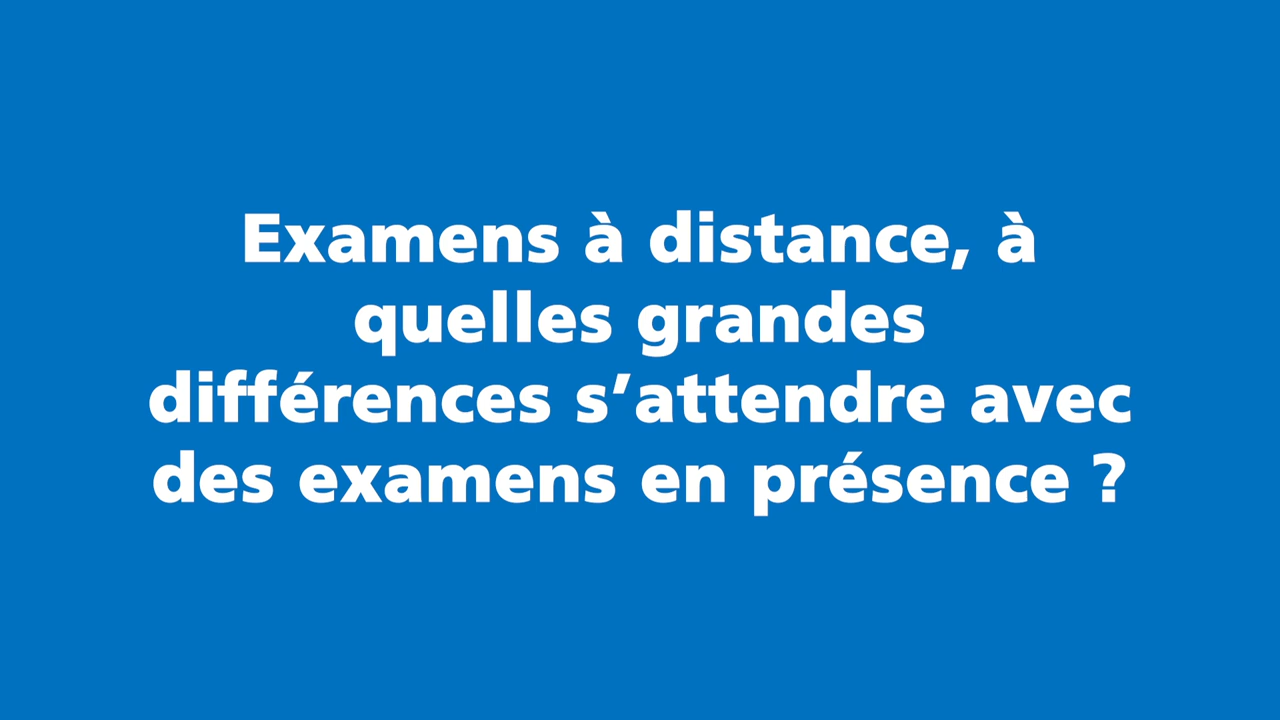 Examens à distance, à
quelles grandes
différences s’attendre avec
des examens en présence ?